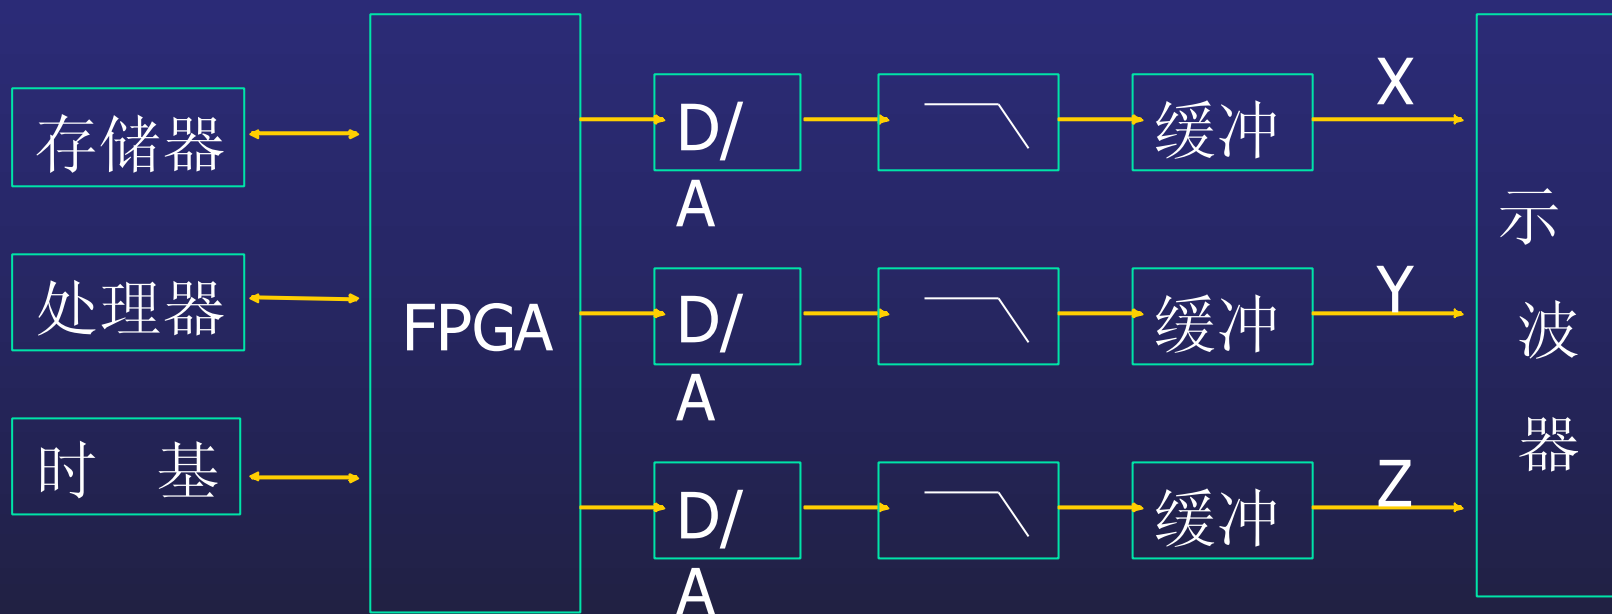 存储器
处理器
时 基
FPGA
D/
A
缓冲
X
D/
A
缓冲
Y
D/
A
缓冲
Z
示
波
器